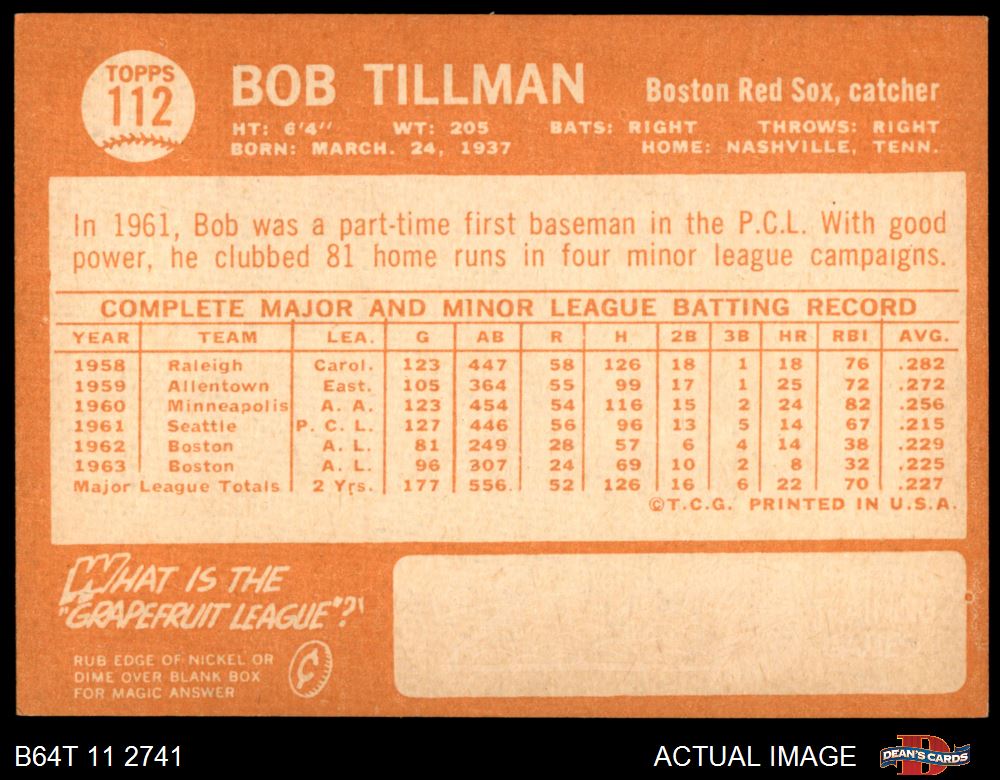 TOPPS
112
BOB TILLMAN
Boston Red Sox, catcher
HT: 6'4" WT: 205 BATS: RIGHT THROWS: RIGHT
BORN: MARCH. 24, 1937 HOME: NASHVILLE, TENN.
In 1961, Bob was a part-time first baseman in the P.C.L. With good
power, he clubbed 81 home runs in four minor league campaigns.
COMPLETE MAJOR AND MINOR LEAGUE BATTING RECORD
YEAR TEAM LEA. G AB R H 2B 3B HR RBI AVG.
1958 Raleigh Carol. 123 447 58 126 18 1 18 76 .282
1959 Allentown East. 105 364 55 99 17 1 25 72 .272
1960 Minneapolis A. A. 123 454 54 116 15 2 24 82 .256
1961 Seattle P. C. L. 127 446 56 96 13 5 14 67 .215
1962 Boston A. L. 81 249 28 57 6 4 14 38 .229
1963 Boston A. L. 96 307 24 69 10 2 8 32 .225
Major League Totals 2 Yrs. 177 556 52 126 16 6 22 70 .227
©T.C.G. PRINTED IN U.S.A.
WHAT IS THE
"GRAPEFRUIT LEAGUE"?
RUB EDGE OF NICKEL OR
DIME OVER BLANK BOX
FOR MAGIC ANSWER
B64T 11 2741
ACTUAL IMAGE
DEAN'S CARDS